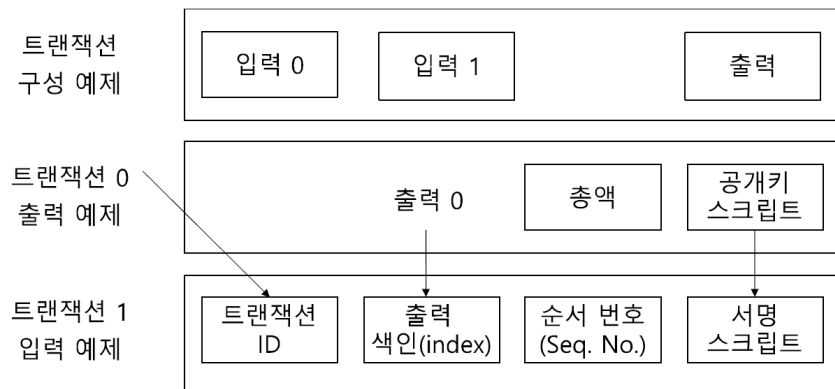 트랜잭션
구성 예제
입력 0
입력 1
출력
트랜잭션 0
출력 예제
출력 0
총액
공개키
스크립트
트랜잭션 1
입력 예제
트랜잭션
ID
출력
색인(index)
순서 번호
(Seq. No.)
서명
스크립트